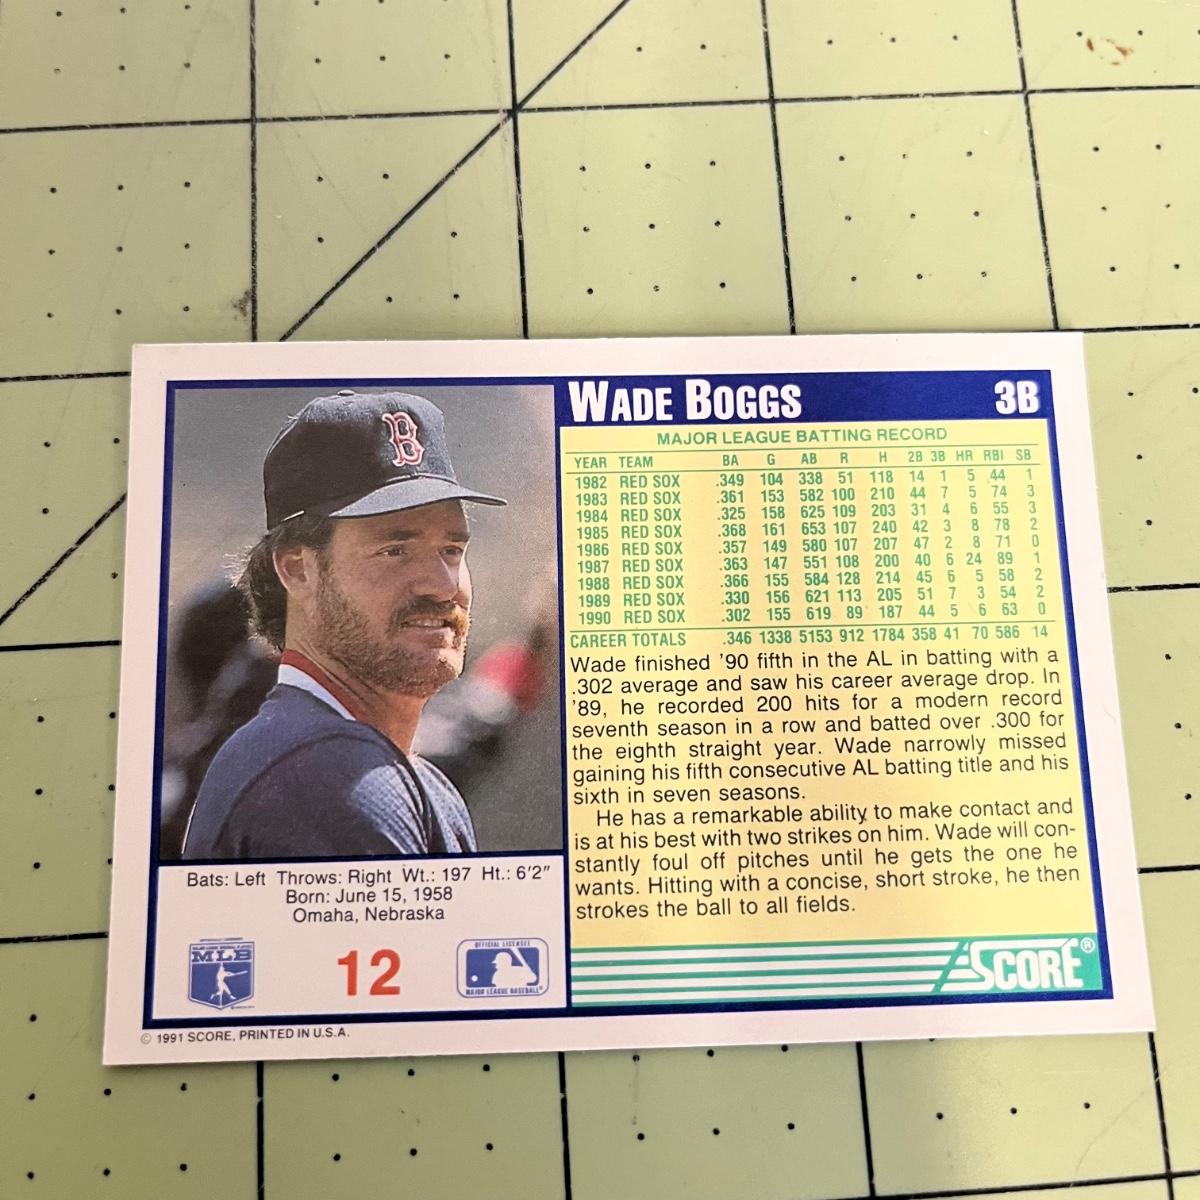 WADE BOGGS 3B
MAJOR LEAGUE BATTING RECORD
YEAR TEAM BA G AB R H 2B 3B HR RBI SB
1982 RED SOX .349 104 338 51 118 14 1 5 44 1
1983 RED SOX .361 153 582 100 210 44 7 5 74 3
1984 RED SOX .325 158 625 109 203 31 4 6 55 3
1985 RED SOX .368 161 653 107 240 42 3 8 78 2
1986 RED SOX .357 149 580 107 207 47 2 8 71 0
1987 RED SOX .363 147 551 108 200 40 6 24 89 1
1988 RED SOX .366 155 584 128 214 45 6 5 58 2
1989 RED SOX .330 156 621 113 205 51 7 3 54 2
1990 RED SOX .302 155 619 89 187 44 5 6 63 0
CAREER TOTALS .346 1338 5153 912 1784 358 41 70 586 14
Wade finished '90 fifth in the AL in batting with a
.302 average and saw his career average drop. In
'89, he recorded 200 hits for a modern record
seventh season in a row and batted over .300 for
the eighth straight year. Wade narrowly missed
gaining his fifth consecutive AL batting title and his
sixth in seven seasons.
He has a remarkable ability to make contact and
is at his best with two strikes on him. Wade will con-
stantly foul off pitches until he gets the one he
wants. Hitting with a concise, short stroke, he then
strokes the ball to all fields.
B
Bats: Left Throws: Right Wt.: 197 Ht.: 6'2"
Born: June 15, 1958
Omaha, Nebraska
MLB
12
OFFICIAL LICENSEE
MAJOR LEAGUE BASEBALL
SCORE®
© 1991 SCORE, PRINTED IN U.S.A.